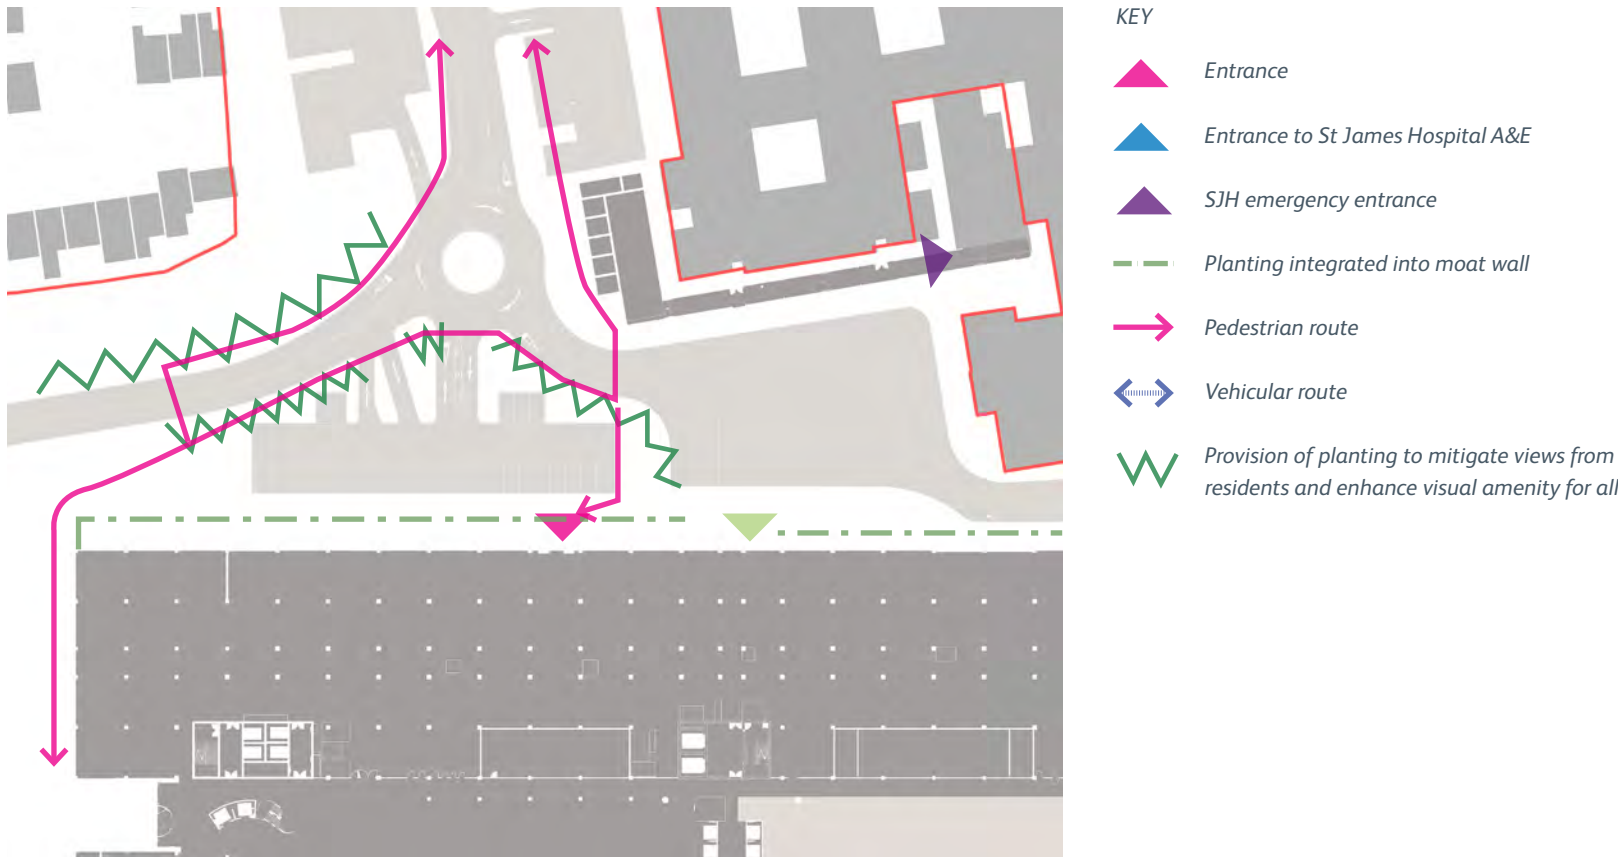 KEY
Entrance
Entrance to St James Hospital A&E
SJH emergency entrance
Planting integrated into moat wall
Pedestrian route
Vehicular route
Provision of planting to mitigate views from
residents and enhance visual amenity for all